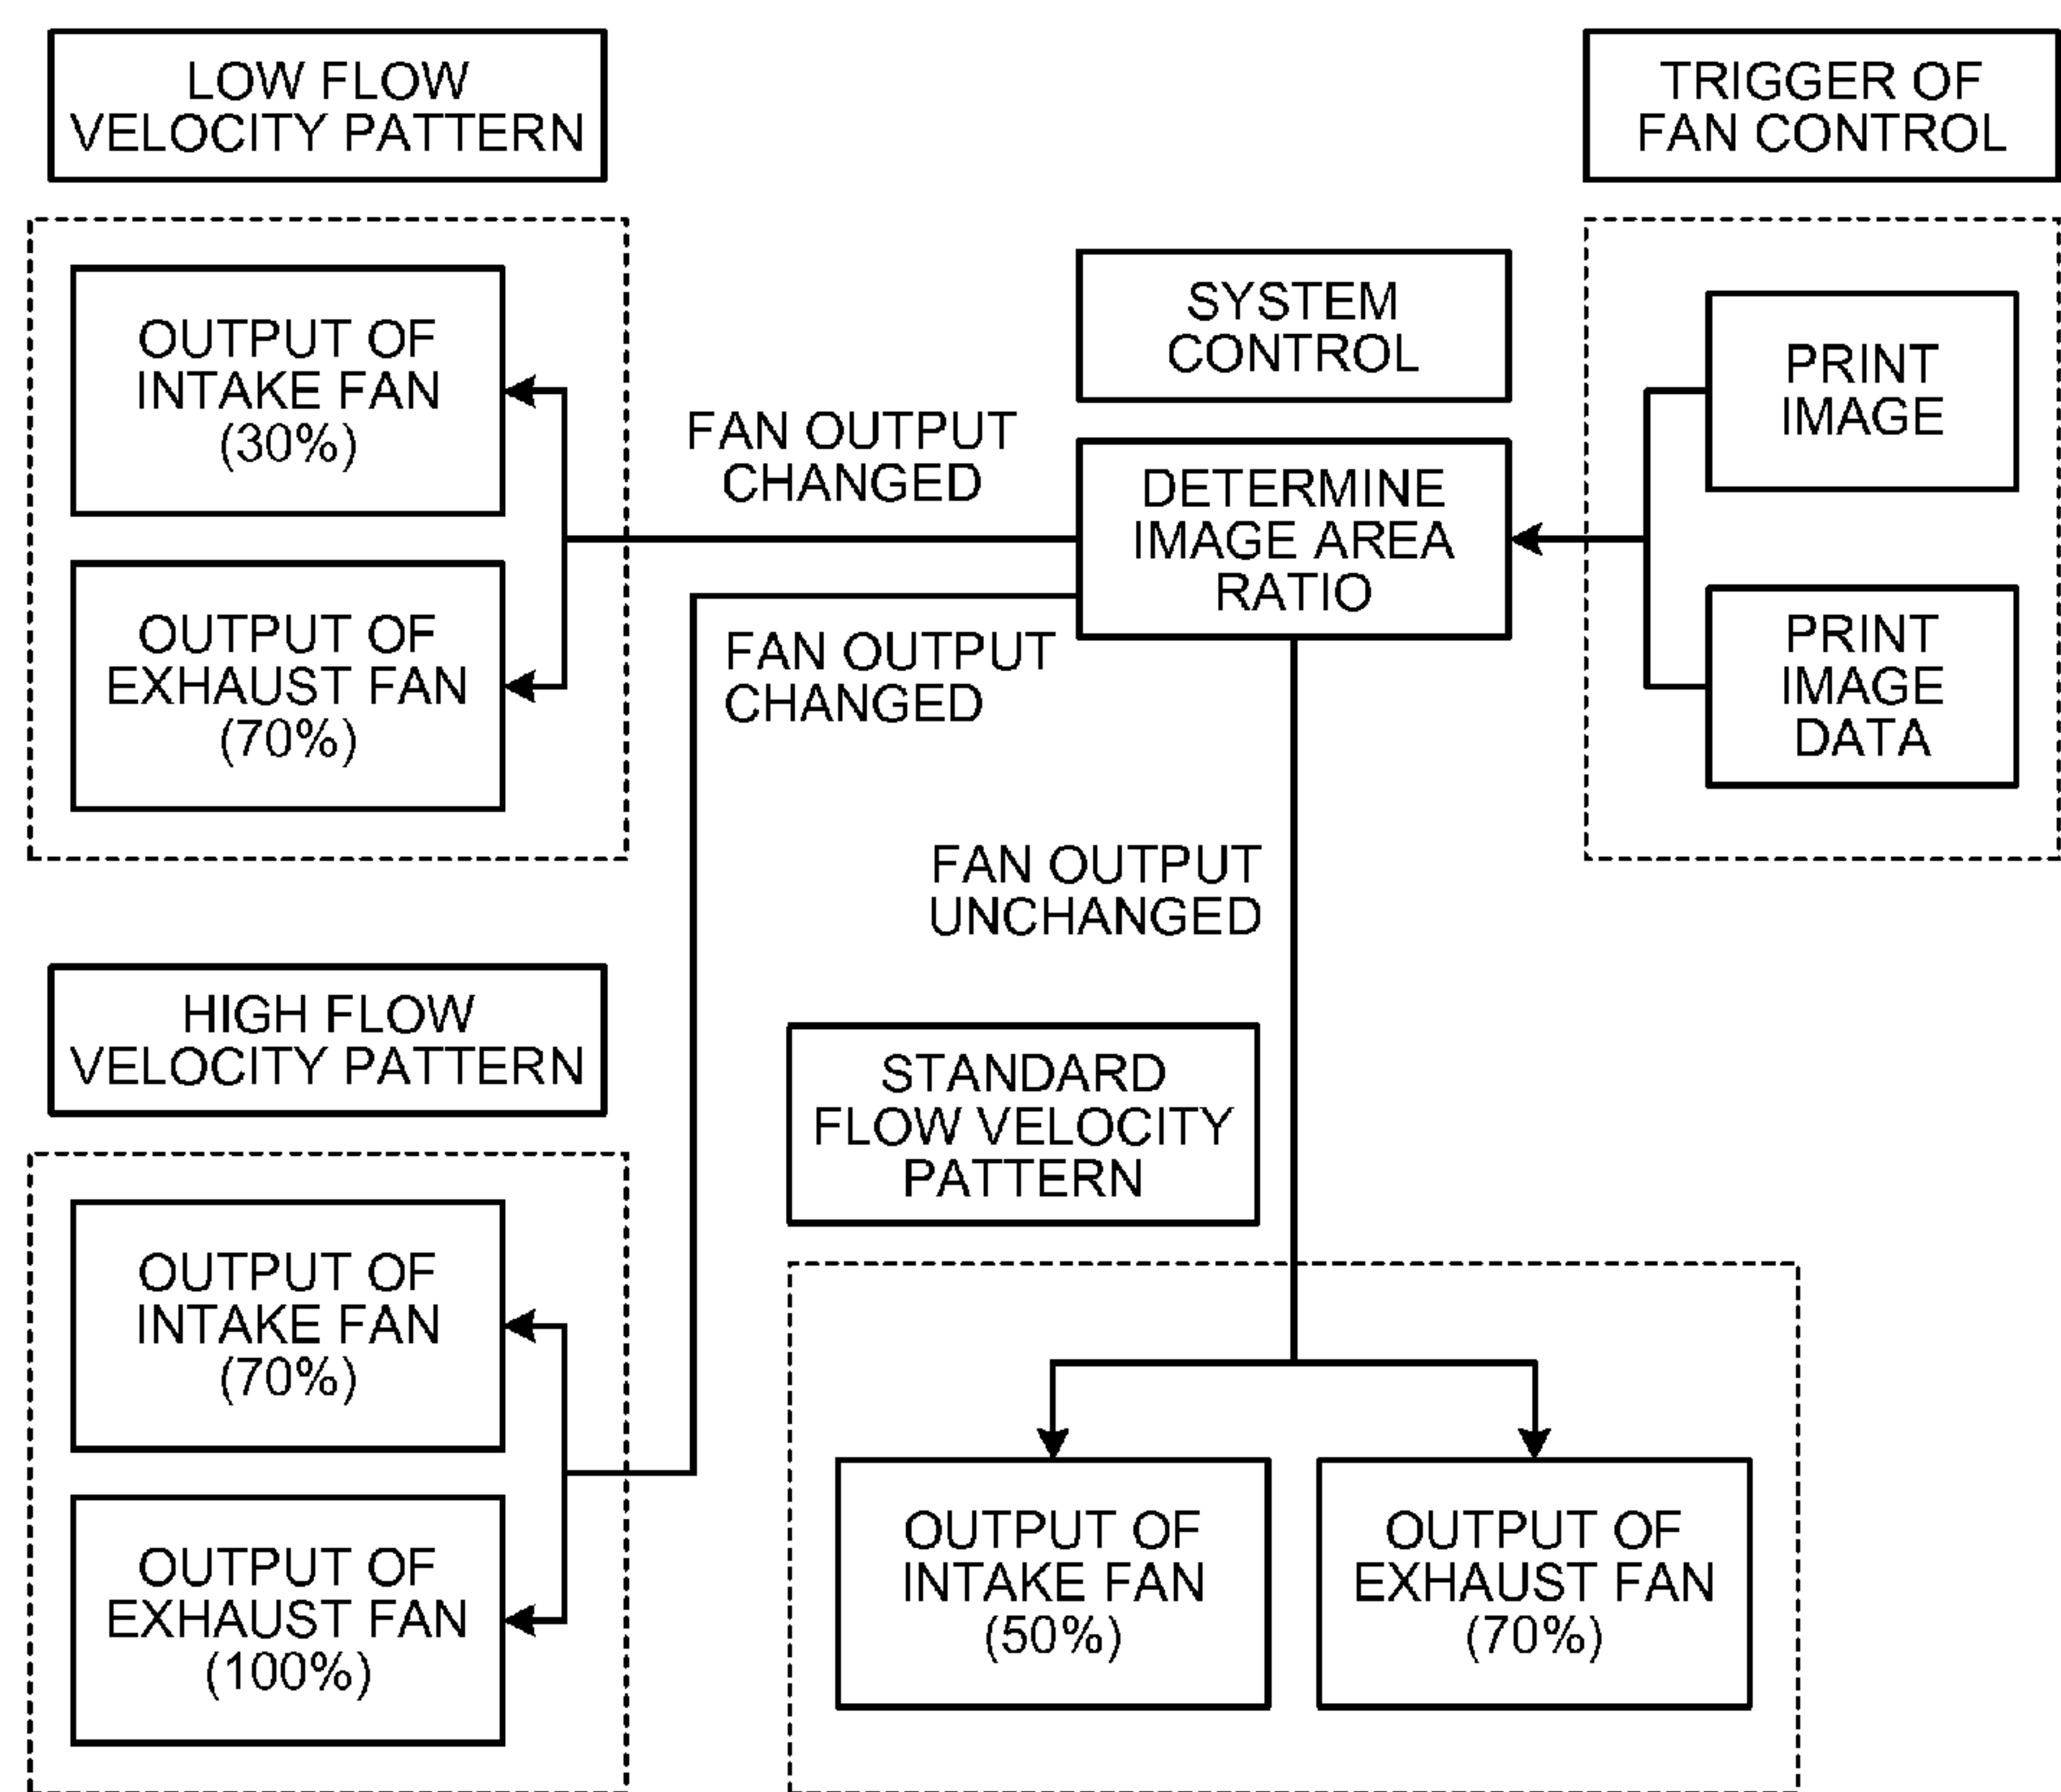 LOW FLOW
VELOCITY PATTERN
TRIGGER OF
FAN CONTROL
SYSTEM
CONTROL
OUTPUT OF
INTAKE FAN
(30%)
OUTPUT OF
EXHAUST FAN
(70%)
FAN OUTPUT
CHANGED
DETERMINE
IMAGE AREA
RATIO
PRINT
IMAGE
PRINT
IMAGE
DATA
FAN OUTPUT
CHANGED
FAN OUTPUT
UNCHANGED
HIGH FLOW
VELOCITY PATTERN
OUTPUT OF
INTAKE FAN
(70%)
OUTPUT OF
EXHAUST FAN
(100%)
STANDARD
FLOW VELOCITY
PATTERN
OUTPUT OF
INTAKE FAN
(50%)
OUTPUT OF
EXHAUST FAN
(70%)